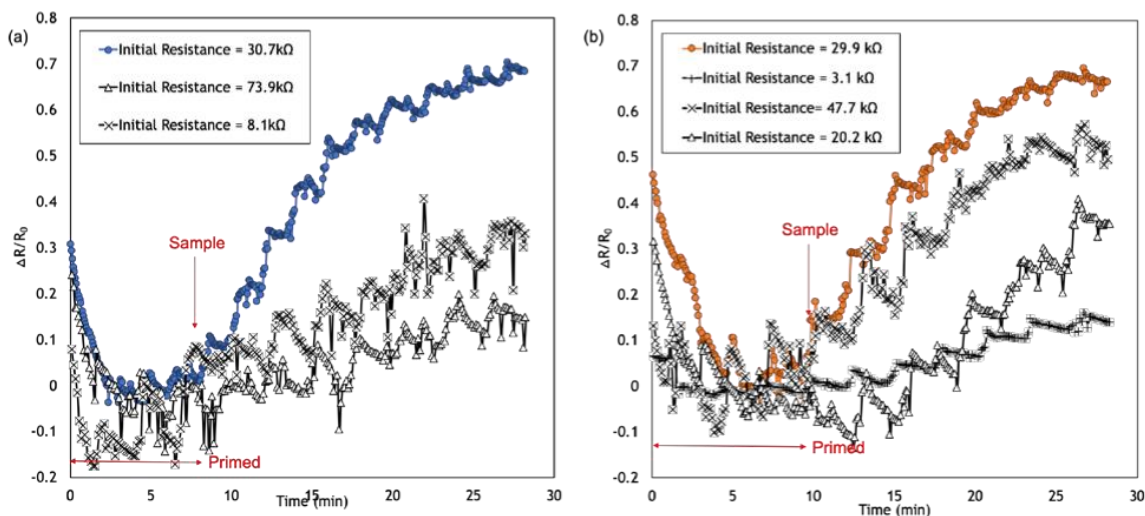 (a)
0.8
0.7
0.6
0.5
0.4
0.3
0.2
0.1
0
-0.1
-0.2
ΔR/R0
Initial Resistance = 30.7kΩ
Initial Resistance = 73.9kΩ
Initial Resistance = 8.1kΩ
Sample
Primed
0 5 10 15 20 25 30
Time (min)
(b)
0.8
0.7
0.6
0.5
0.4
0.3
0.2
0.1
0
-0.1
-0.2
ΔR/R0
Initial Resistance = 29.9 kΩ
Initial Resistance = 3.1 kΩ
Initial Resistance= 47.7 kΩ
Initial Resistance = 20.2 kΩ
Sample
Primed
0 5 10 15 20 25 30
Time (min)